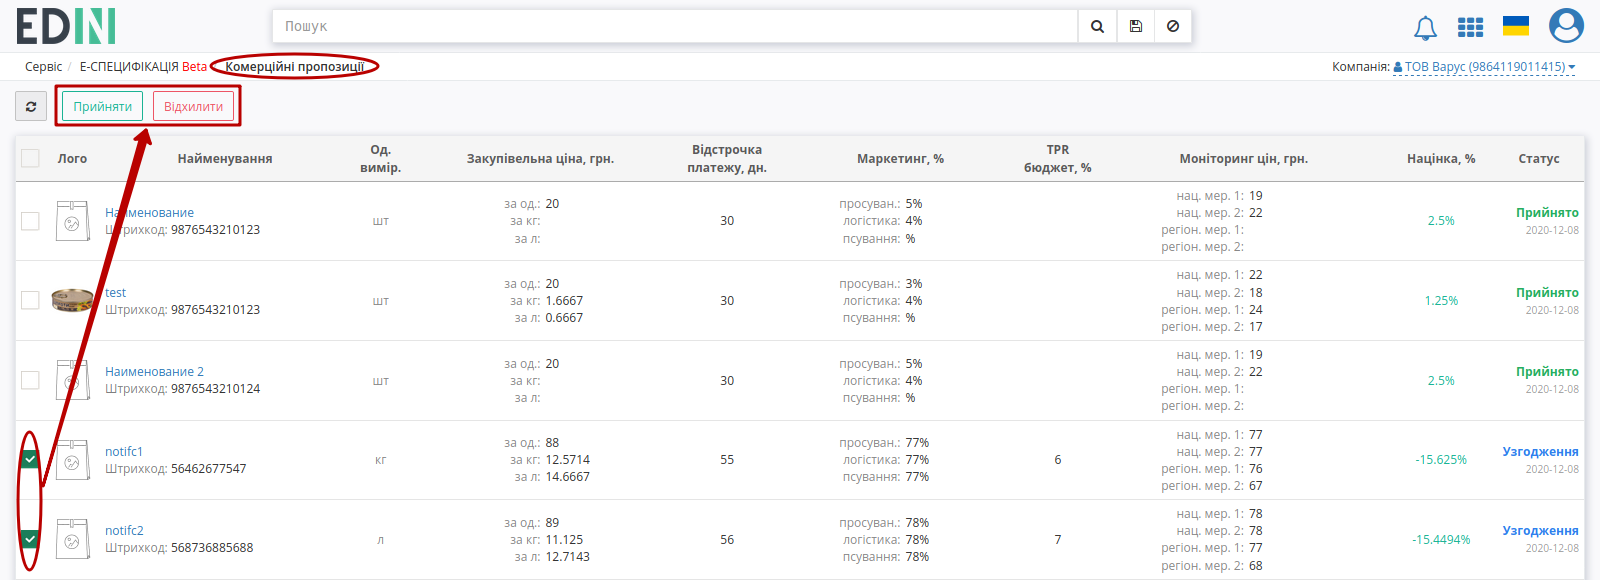 EDIN
Пошук
Сервіс / Е-СПЕЦИФІКАЦІЯ Beta Комерційні пропозиції
Компанія: ТОВ Варус (9864119011415)
Прийняти Відхилити
Лого Найменування Од. вимір. Закупівельна ціна, грн. Відстрочка платежу, дн. Маркетинг, % TPR бюджет, % Моніторинг цін, грн. Націнка, % Статус
Наименование
Штрихкод: 9876543210123
шт
за од.: 20
за кг:
за л:
30
просуван.: 5%
логістика: 4%
псування: %
нац. мер. 1: 19
нац. мер. 2: 22
регіон. мер. 1:
регіон. мер. 2:
2.5%
Прийнято
2020-12-08
test
Штрихкод: 9876543210123
шт
за од.: 20
за кг: 1.6667
за л: 0.6667
30
просуван.: 3%
логістика: 4%
псування: %
нац. мер. 1: 22
нац. мер. 2: 18
регіон. мер. 1: 24
регіон. мер. 2: 17
1.25%
Прийнято
2020-12-08
Наименование 2
Штрихкод: 9876543210124
шт
за од.: 20
за кг:
за л:
30
просуван.: 5%
логістика: 4%
псування: %
нац. мер. 1: 19
нац. мер. 2: 22
регіон. мер. 1:
регіон. мер. 2:
2.5%
Прийнято
2020-12-08
notifc1
Штрихкод: 56462677547
кг
за од.: 88
за кг: 12.5714
за л: 14.6667
55
просуван.: 77%
логістика: 77%
псування: 77%
6
нац. мер. 1: 77
нац. мер. 2: 77
регіон. мер. 1: 76
регіон. мер. 2: 67
-15.625%
Узгодження
2020-12-08
notifc2
Штрихкод: 568736885688
л
за од.: 89
за кг: 11.125
за л: 12.7143
56
просуван.: 78%
логістика: 78%
псування: 78%
7
нац. мер. 1: 78
нац. мер. 2: 78
регіон. мер. 1: 77
регіон. мер. 2: 68
-15.4494%
Узгодження
2020-12-08